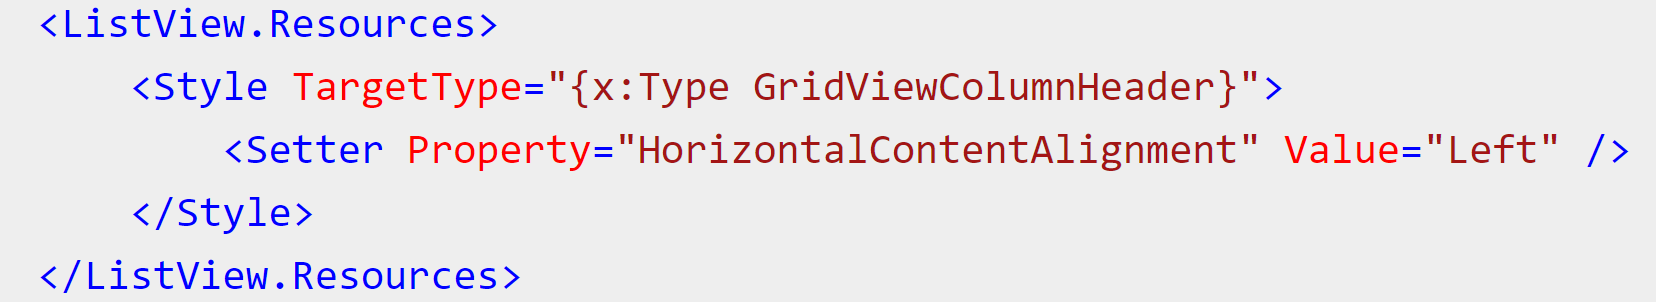 <ListView.Resources>
<Style TargetType="{x:Type GridViewColumnHeader}">
<Setter Property="HorizontalContentAlignment" Value="Left" />
</Style>
</ListView.Resources>